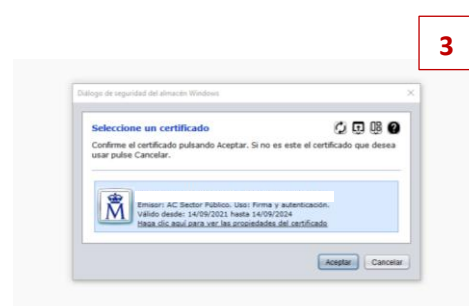 3
Diálogo de seguridad del almacén Windows
Seleccione un certificado
Confirme el certificado pulsando Aceptar. Si no es este el certificado que desea
usar pulse Cancelar.
Emisor: AC Sector Público. Uso: Firma y autenticación.
Válido desde: 14/09/2021 hasta 14/09/2024
Haga clic aquí para ver las propiedades del certificado
Aceptar
Cancelar